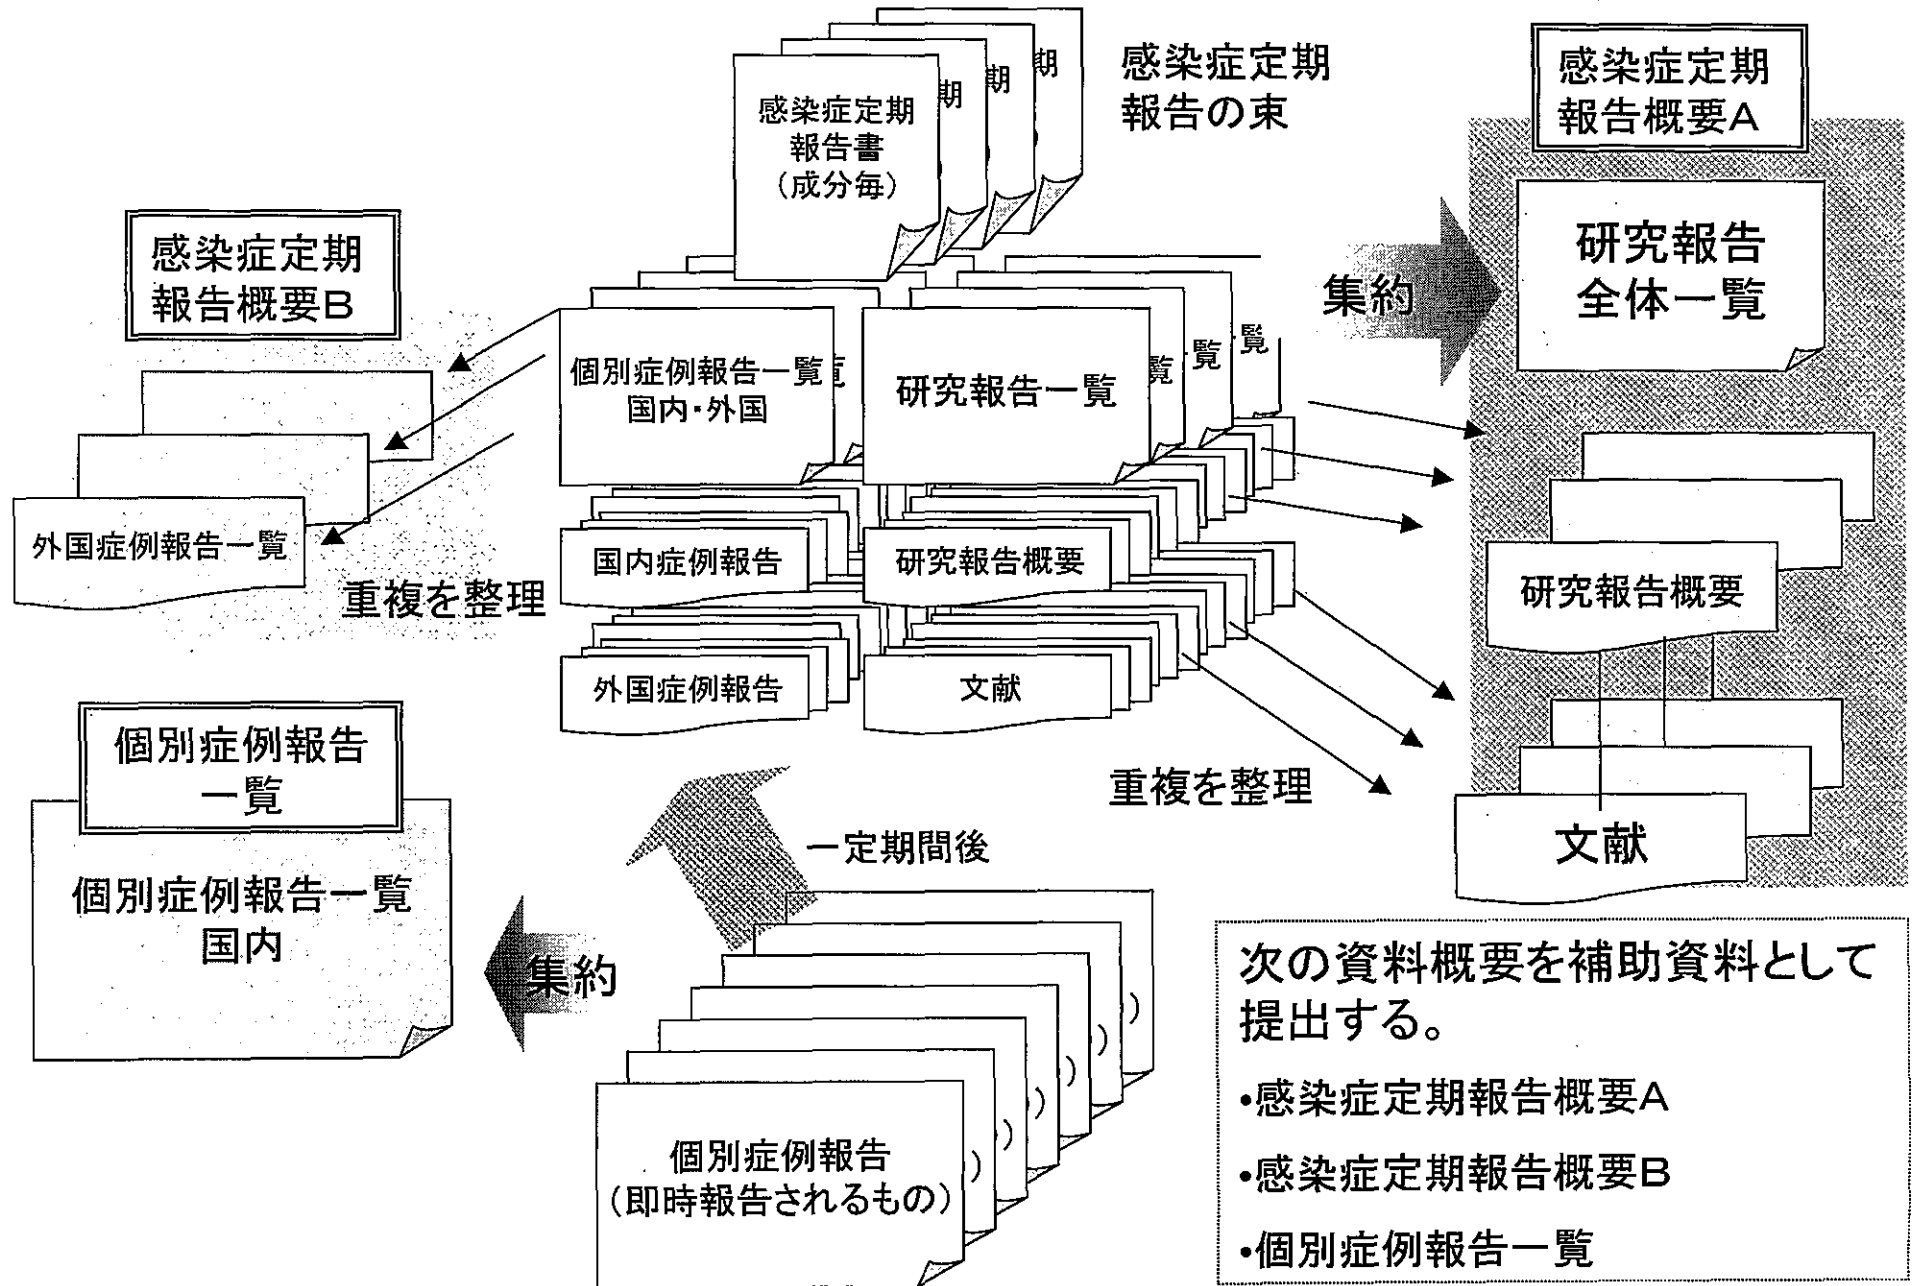 感染症定期
報告の束
感染症定期
報告書
(成分毎)
期
期
期
感染症定期
報告概要A
研究報告
全体一覧
集約
感染症定期
報告概要B
個別症例報告一覧
国内・外国
研究報告一覧
覧
一覧
覧
外国症例報告一覧
重複を整理
国内症例報告
研究報告概要
外国症例報告
文献
研究報告概要
文献
重複を整理
個別症例報告
一覧
個別症例報告一覧
国内
一定期間後
集約
個別症例報告
(即時報告されるもの)
)
)
)
)
)
)
次の資料概要を補助資料として
提出する。
•感染症定期報告概要A
•感染症定期報告概要B
•個別症例報告一覧